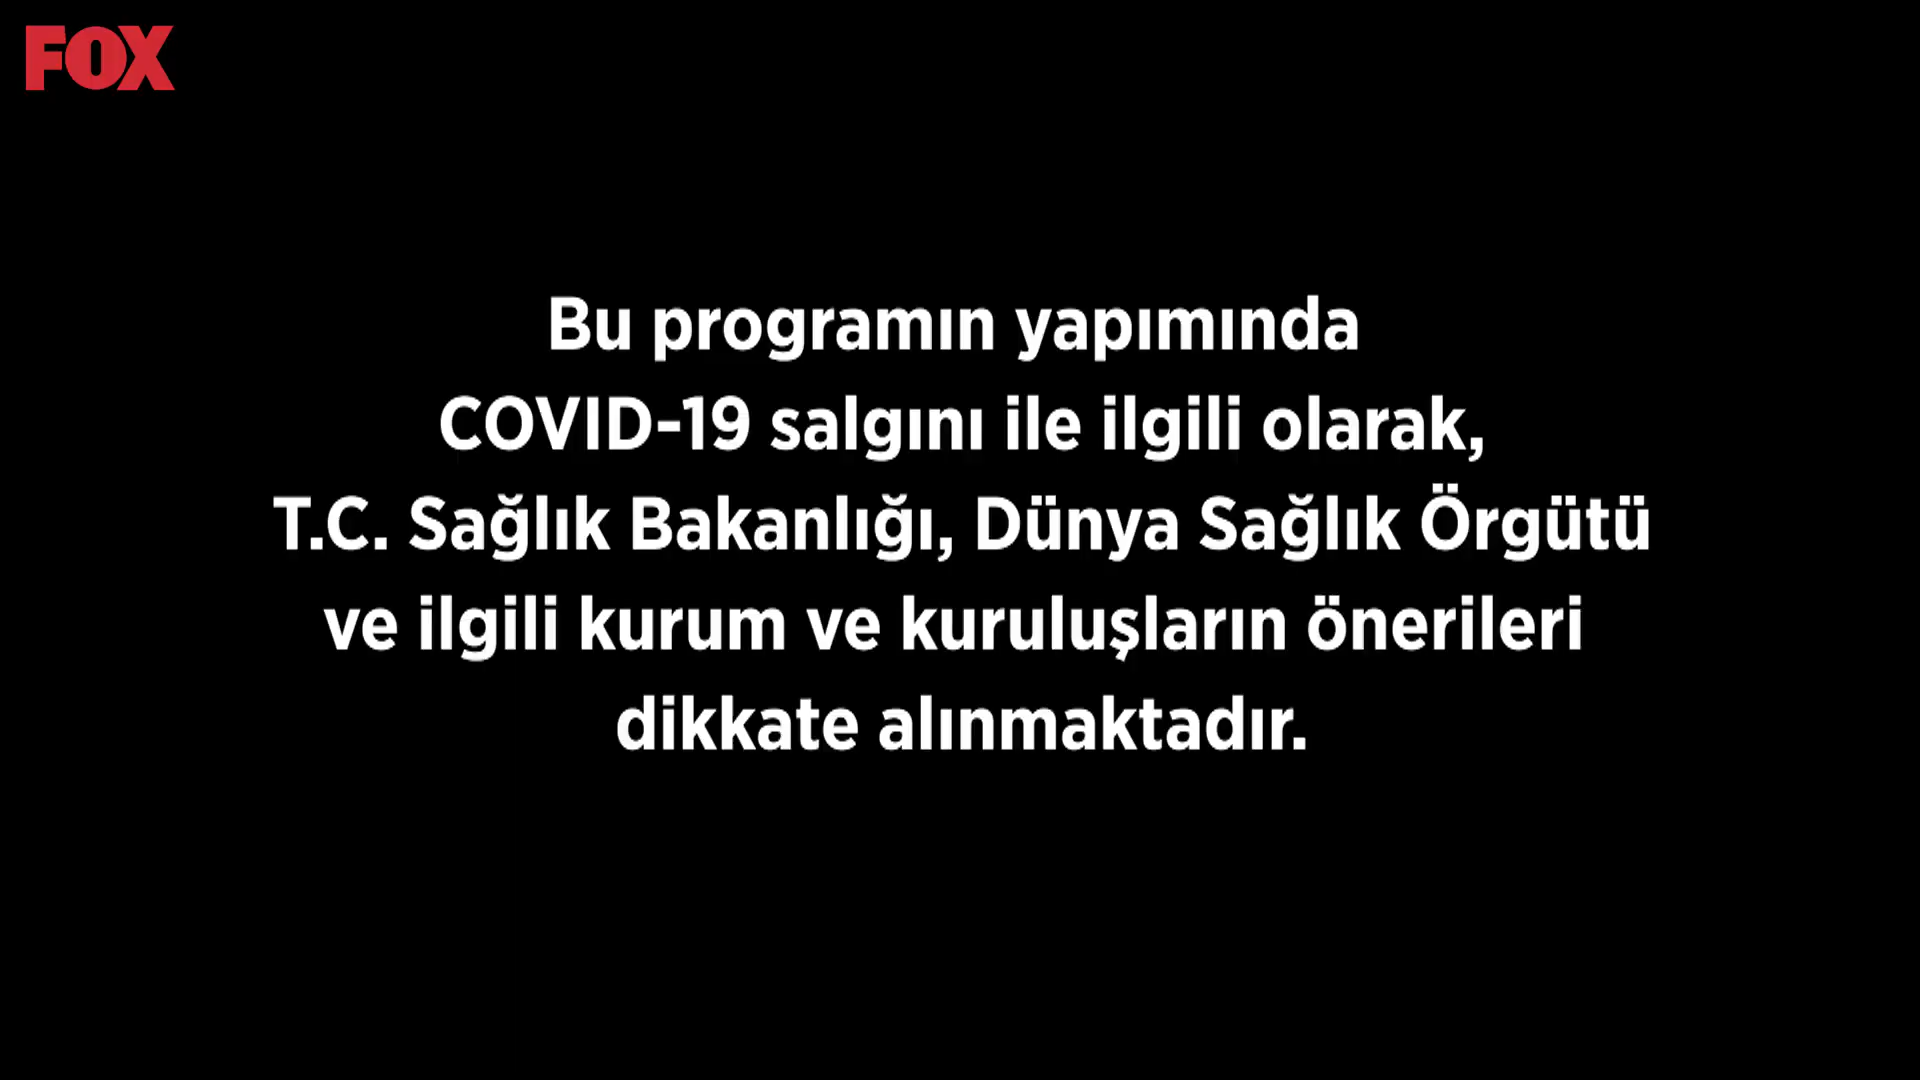 FOX
Bu programın yapımında
COVID-19 salgını ile ilgili olarak,
T.C. Sağlık Bakanlığı, Dünya Sağlık Örgütü
ve ilgili kurum ve kuruluşların önerileri
dikkate alınmaktadır.